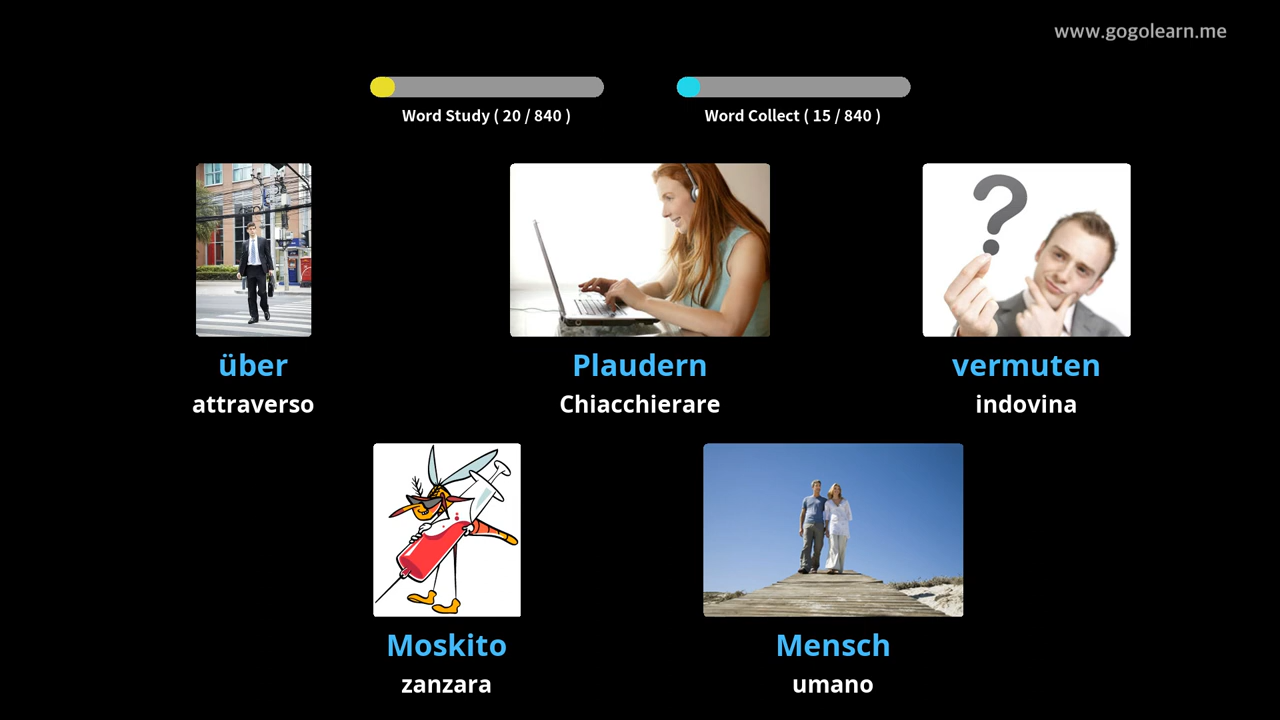 www.gogolearn.me
Word Study ( 20 / 840 )
Word Collect ( 15 / 840 )
über
attraverso
Plaudern
Chiacchierare
vermuten
indovina
Moskito
zanzara
Mensch
umano